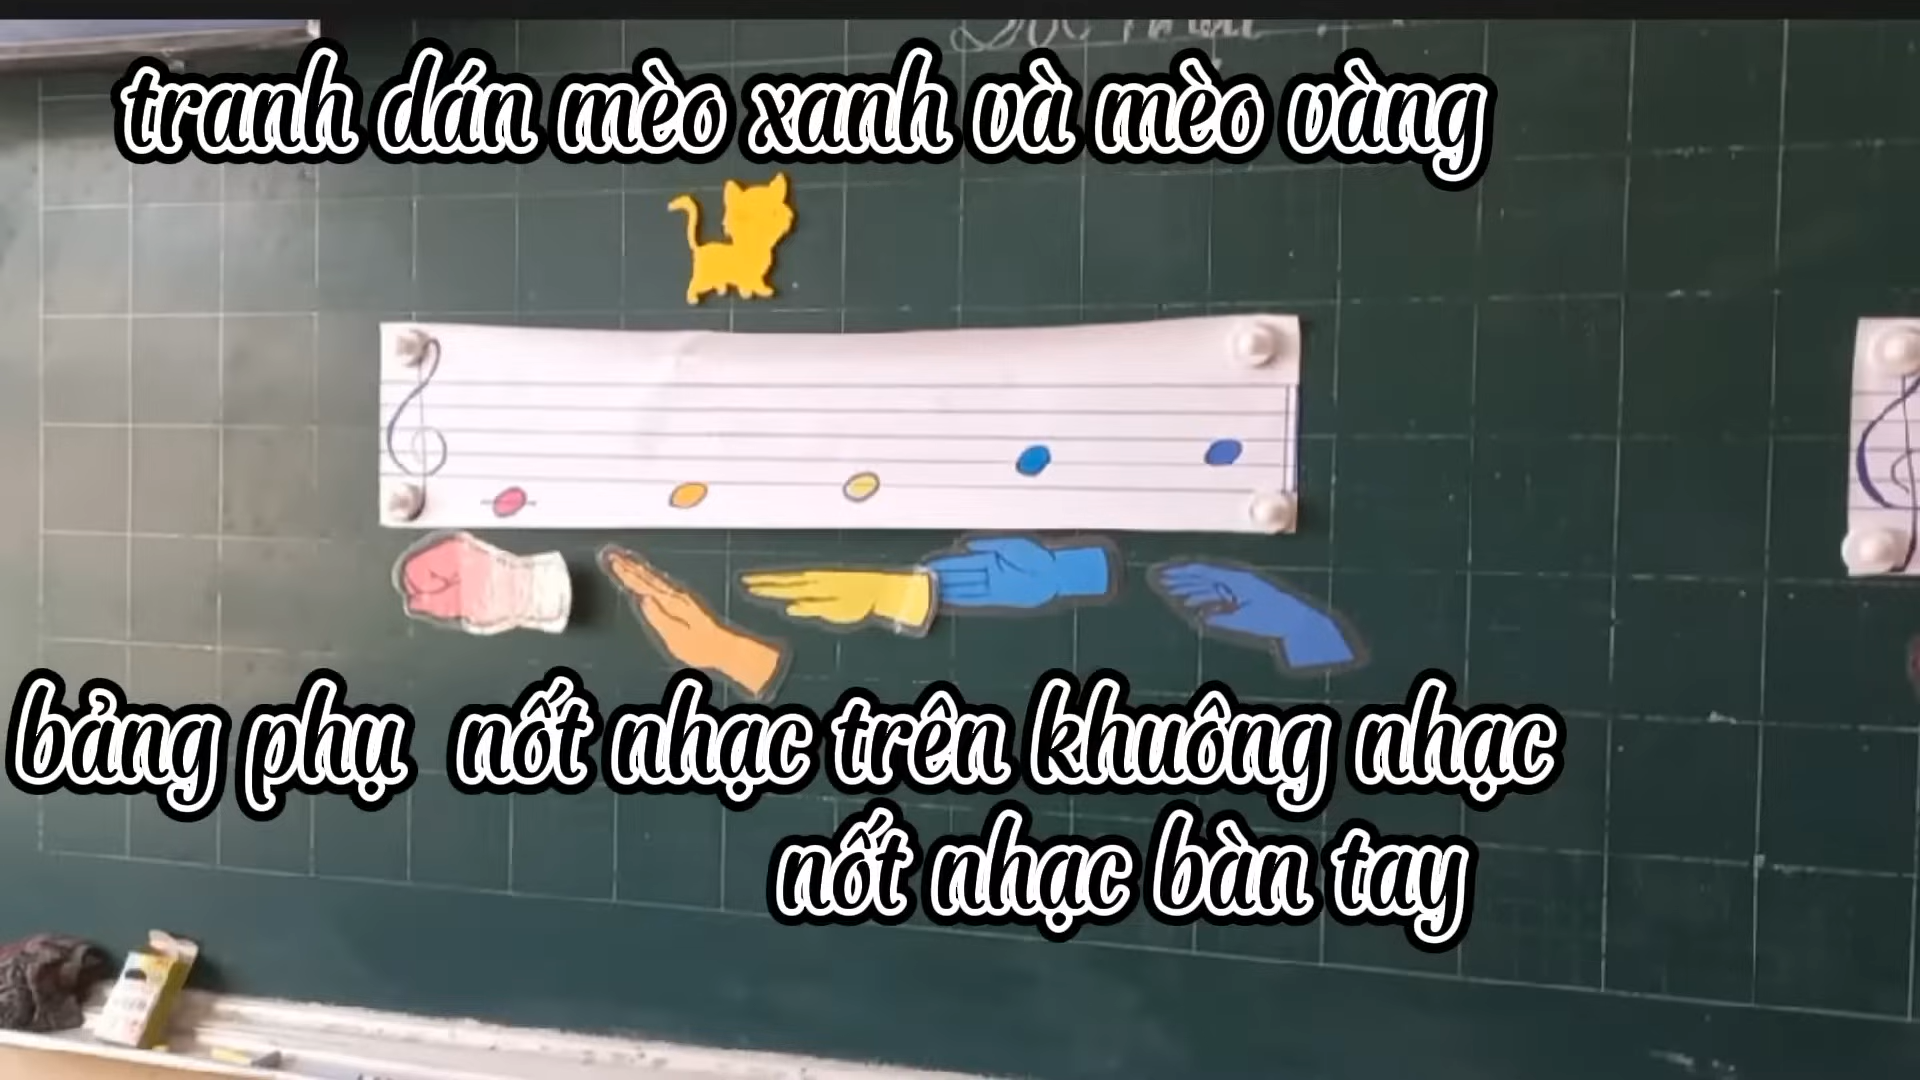 tranh dán mèo xanh và mèo vàng
bảng phụ nốt nhạc trên khuông nhạc
nốt nhạc bàn tay